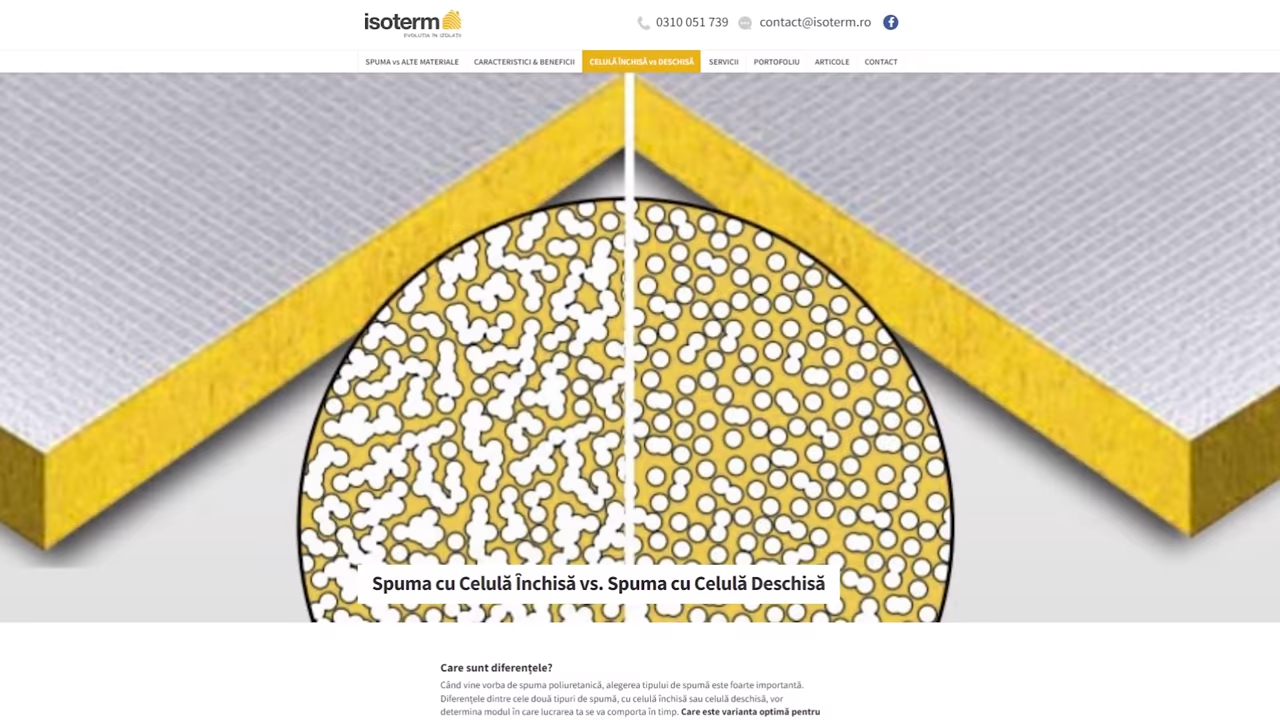 isoterm
EVOLUȚIA ÎN IZOLAȚII
0310 051 739
contact@isoterm.ro
SPUMA vs ALTE MATERIALE
CARACTERISTICI & BENEFICII
CELULĂ ÎNCHISĂ vs DESCHISĂ
SERVICII
PORTOFOLIU
ARTICOLE
CONTACT
Spuma cu Celulă Închisă vs. Spuma cu Celulă Deschisă
Care sunt diferențele?
Când vine vorba de spuma poliuretanică, alegerea tipului de spumă este foarte importantă.
Diferențele dintre cele două tipuri de spumă, cu celulă închisă sau celulă deschisă, vor
determina modul în care lucrarea ta se va comporta în timp. Care este varianta optimă pentru